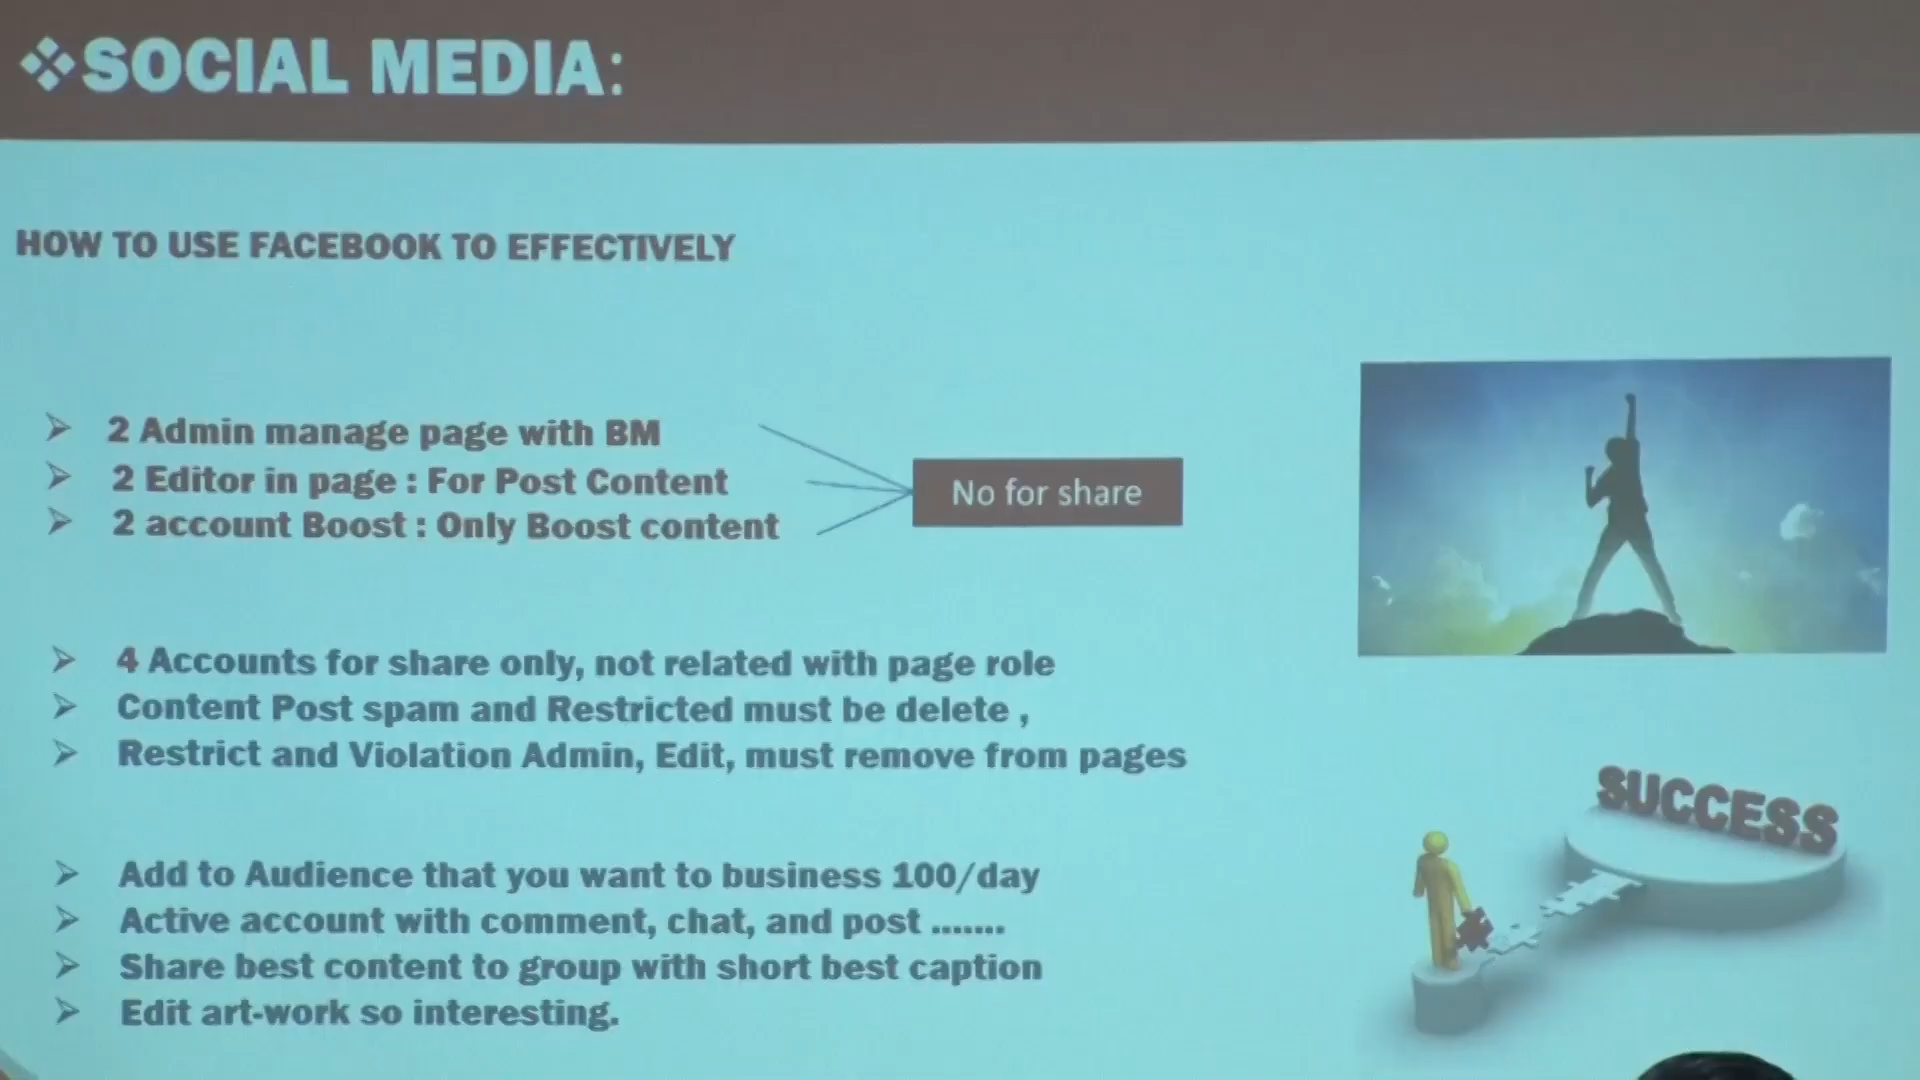 ❖SOCIAL MEDIA:
HOW TO USE FACEBOOK TO EFFECTIVELY
➢ 2 Admin manage page with BM
➢ 2 Editor in page : For Post Content
➢ 2 account Boost : Only Boost content
No for share
➢ 4 Accounts for share only, not related with page role
➢ Content Post spam and Restricted must be delete ,
➢ Restrict and Violation Admin, Edit, must remove from pages
➢ Add to Audience that you want to business 100/day
➢ Active account with comment, chat, and post .......
➢ Share best content to group with short best caption
➢ Edit art-work so interesting.
SUCCESS